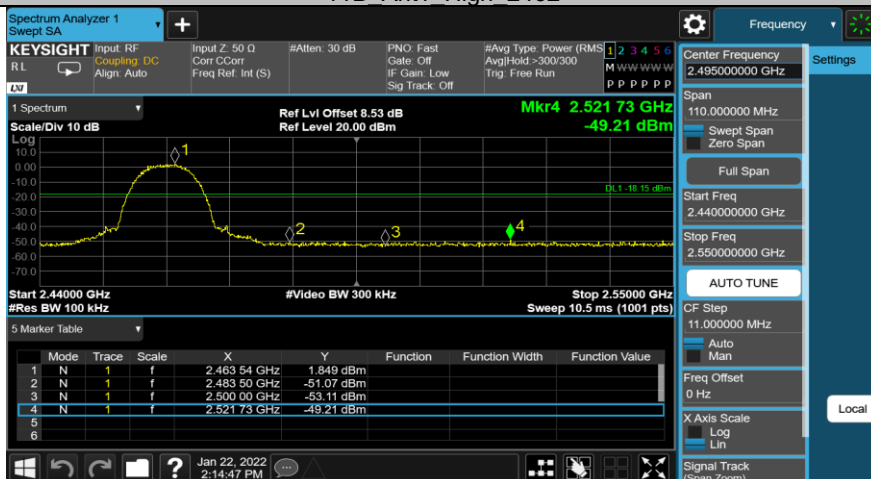 Spectrum Analyzer 1
Swept SA
Frequency
KEYSIGHT
RL
LXI
Input: RF
Coupling: DC
Align: Auto
Input Z: 50 Ω
Corr CCorr
Freq Ref: Int (S)
#Atten: 30 dB
PNO: Fast
Gate: Off
IF Gain: Low
Sig Track: Off
#Avg Type: Power (RMS
Avg|Hold:>300/300
Trig: Free Run
1 2 3 4 5 6
M W W W W W
P P P P P P
1 Spectrum
Scale/Div 10 dB
Ref Lvl Offset 8.53 dB
Ref Level 20.00 dBm
Mkr4 2.521 73 GHz
-49.21 dBm
Log
10.0
0.00
-10.0
-20.0
-30.0
-40.0
-50.0
-60.0
-70.0
1
2
3
4
DL1 -18.15 dBm
Start 2.44000 GHz
#Res BW 100 kHz
#Video BW 300 kHz
Stop 2.55000 GHz
Sweep 10.5 ms (1001 pts)
5 Marker Table
Mode Trace Scale X Y Function Function Width Function Value
1 N 1 f 2.463 54 GHz 1.849 dBm
2 N 1 f 2.483 50 GHz -51.07 dBm
3 N 1 f 2.500 00 GHz -53.11 dBm
4 N 1 f 2.521 73 GHz -49.21 dBm
5
6
?
Jan 22, 2022
2:14:47 PM
Center Frequency
2.495000000 GHz
Span
110.000000 MHz
Swept Span
Zero Span
Full Span
Start Freq
2.440000000 GHz
Stop Freq
2.550000000 GHz
AUTO TUNE
CF Step
11.000000 MHz
Auto
Man
Freq Offset
0 Hz
X Axis Scale
Log
Lin
Signal Track
(Span Zoom)
Settings
Local